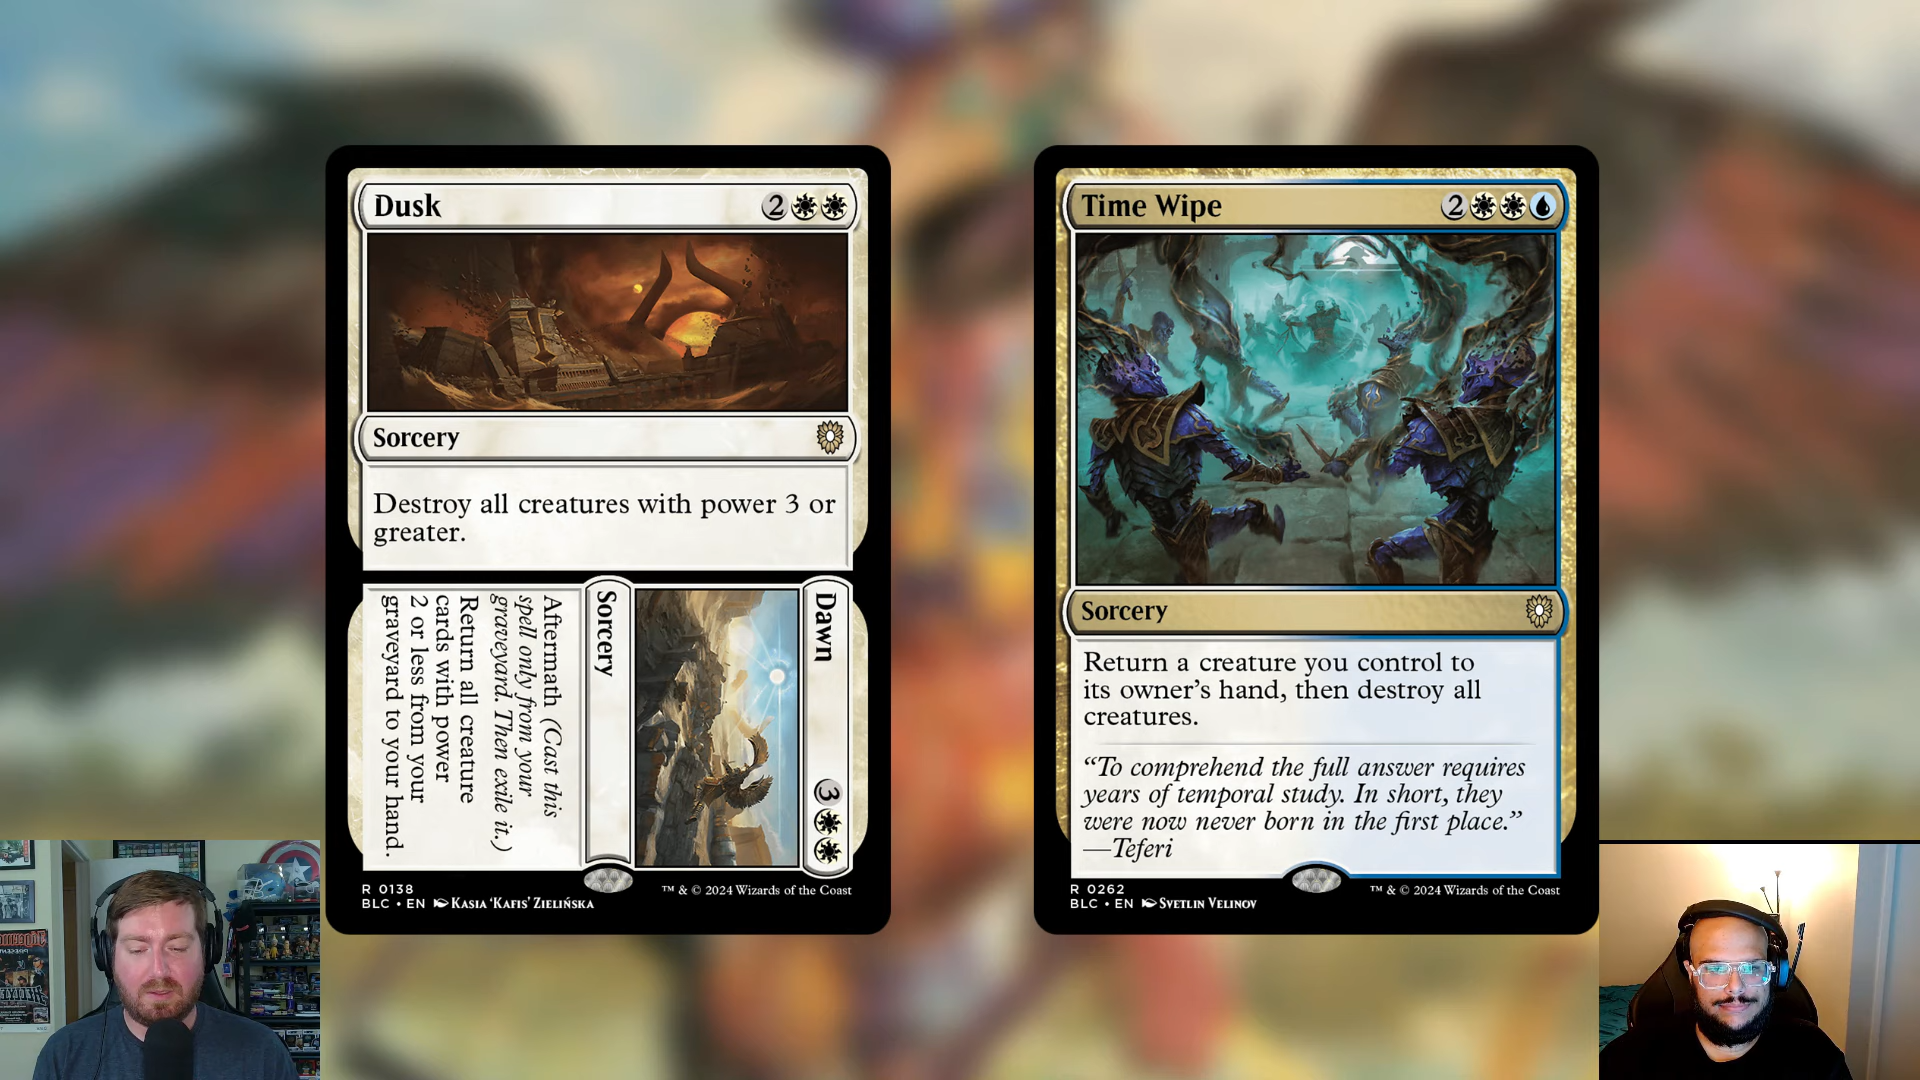 Dusk
2
Sorcery
Destroy all creatures with power 3 or
greater.
Dawn
3
Sorcery
Aftermath (Cast this
spell only from your
graveyard. Then exile it.)
Return all creature
cards with power
2 or less from your
graveyard to your hand.
R 0138
BLC • EN KASIA 'KAFIS' ZIELIŃSKA
™ & © 2024 Wizards of the Coast
Time Wipe
2
Sorcery
Return a creature you control to
its owner's hand, then destroy all
creatures.
“To comprehend the full answer requires
years of temporal study. In short, they
were now never born in the first place.”
—Teferi
R 0262
BLC • EN SVETLIN VELINOV
™ & © 2024 Wizards of the Coast